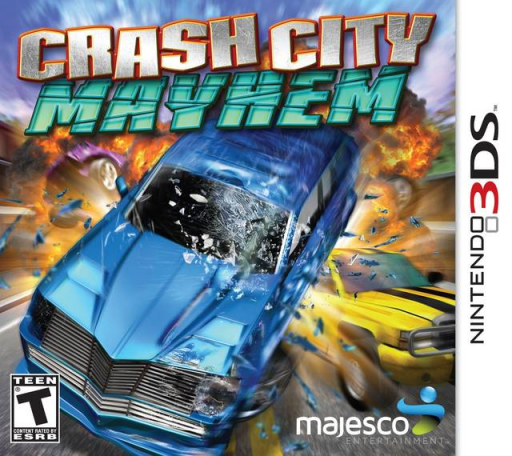 CRASH CITY
MAYHEM
NINTENDO 3DS
TEEN
T
CONTENT RATED BY
ESRB
majesco
ENTERTAINMENT